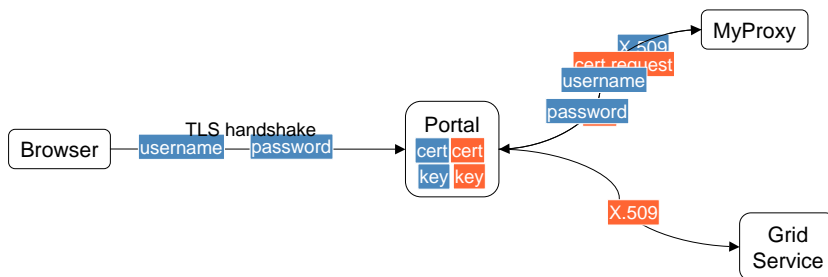 MyProxy
X.509
cert request
username
password
TLS handshake
username password
Browser
Portal
cert cert
key key
X.509
Grid
Service